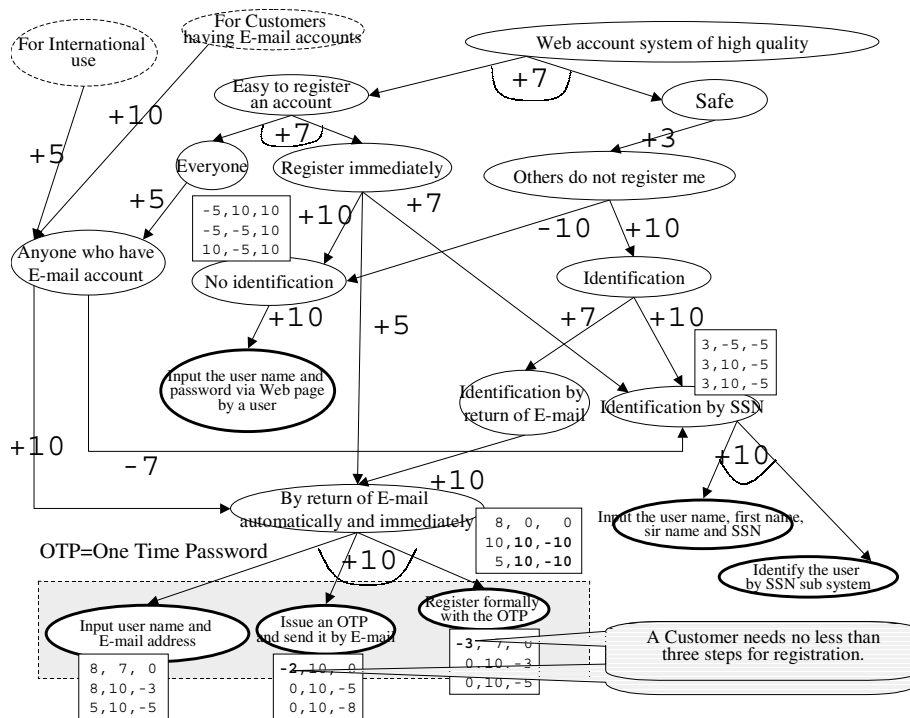 For International
use
For Customers
having E-mail accounts
Web account system of high quality
+7
Easy to register
an account
Safe
+10
+7
+3
+5
Everyone
Register immediately
Others do not register me
+5
-5,10,10
-5,-5,10
10,-5,10
+10
+7
-10
+10
Anyone who have
E-mail account
No identification
Identification
+10
+5
+7
+10
3,-5,-5
3,10,-5
3,10,-5
Input the user name and
password via Web page
by a user
Identification by
return of E-mail
Identification by SSN
+10
-7
+10
+10
By return of E-mail
automatically and immediately
8, 0, 0
10,10,-10
5,10,-10
Input the user name, first name,
sir name and SSN
OTP=One Time Password
+10
Identify the user
by SSN sub system
Input user name and
E-mail address
Issue an OTP
and send it by E-mail
Register formally
with the OTP
8, 7, 0
8,10,-3
5,10,-5
-2,10, 0
0,10,-5
0,10,-8
-3, 7, 0
0,10,-3
0,10,-5
A Customer needs no less than
three steps for registration.